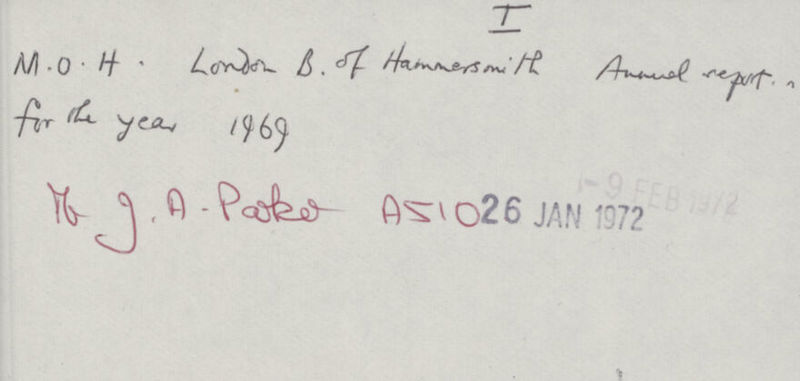 I
M.O.H. London B. of Hammersmith Annual report..
for the year 1969
Mr J.A. Parker A510 26 JAN 1972
-9 FEB 1972